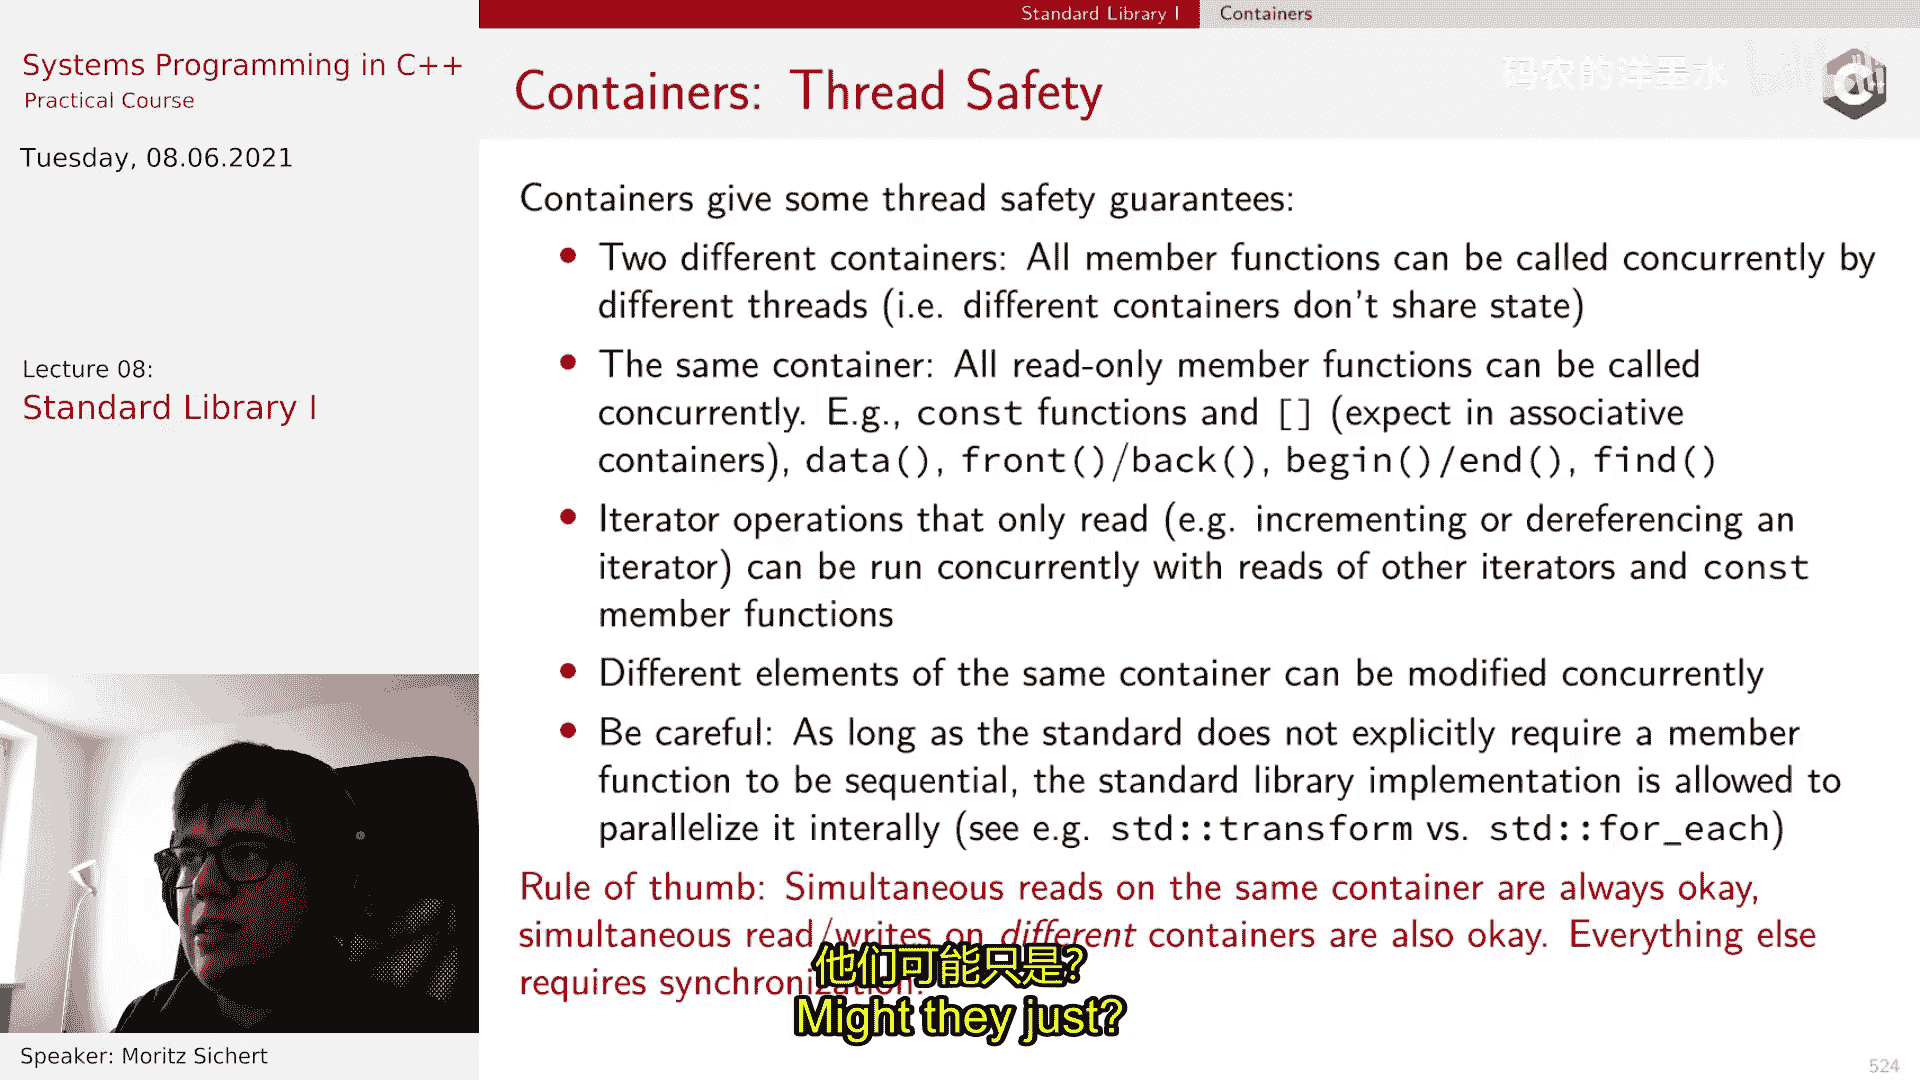 Standard Library I
Containers
Systems Programming in C++
Practical Course
Tuesday, 08.06.2021
Lecture 08:
Standard Library I
Speaker: Moritz Sichert
Containers: Thread Safety
码农的洋墨水
Containers give some thread safety guarantees:
• Two different containers: All member functions can be called concurrently by
different threads (i.e. different containers don't share state)
• The same container: All read-only member functions can be called
concurrently. E.g., const functions and [] (expect in associative
containers), data(), front()/back(), begin()/end(), find()
• Iterator operations that only read (e.g. incrementing or dereferencing an
iterator) can be run concurrently with reads of other iterators and const
member functions
• Different elements of the same container can be modified concurrently
• Be careful: As long as the standard does not explicitly require a member
function to be sequential, the standard library implementation is allowed to
parallelize it interally (see e.g. std::transform vs. std::for_each)
Rule of thumb: Simultaneous reads on the same container are always okay,
simultaneous read/writes on different containers are also okay. Everything else
requires synchronization.
他们可能只是?
Might they just?
524